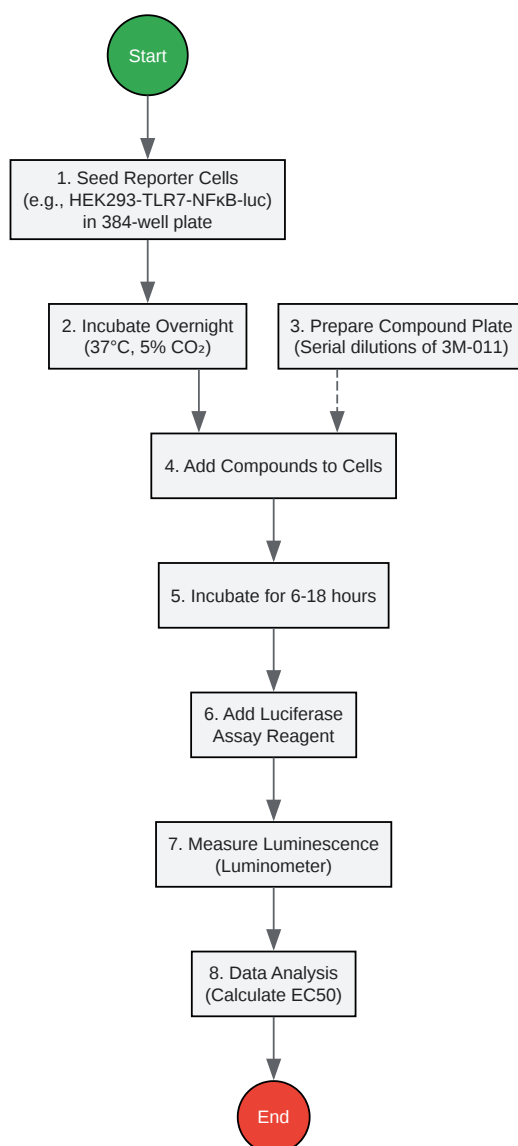 Start
1. Seed Reporter Cells
(e.g., HEK293-TLR7-NFκB-luc)
in 384-well plate
2. Incubate Overnight
(37°C, 5% CO₂)
3. Prepare Compound Plate
(Serial dilutions of 3M-011)
4. Add Compounds to Cells
5. Incubate for 6-18 hours
6. Add Luciferase
Assay Reagent
7. Measure Luminescence
(Luminometer)
8. Data Analysis
(Calculate EC50)
End